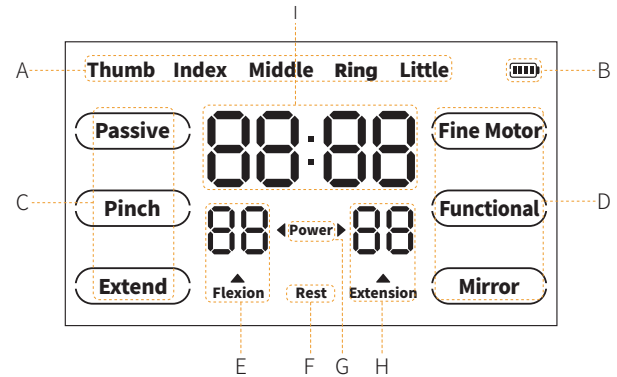 I
A Thumb Index Middle Ring Little B
88:88
Passive Fine Motor
C Pinch Functional D
88 Power 88
Extend Mirror
Flexion Rest Extension
E F G H